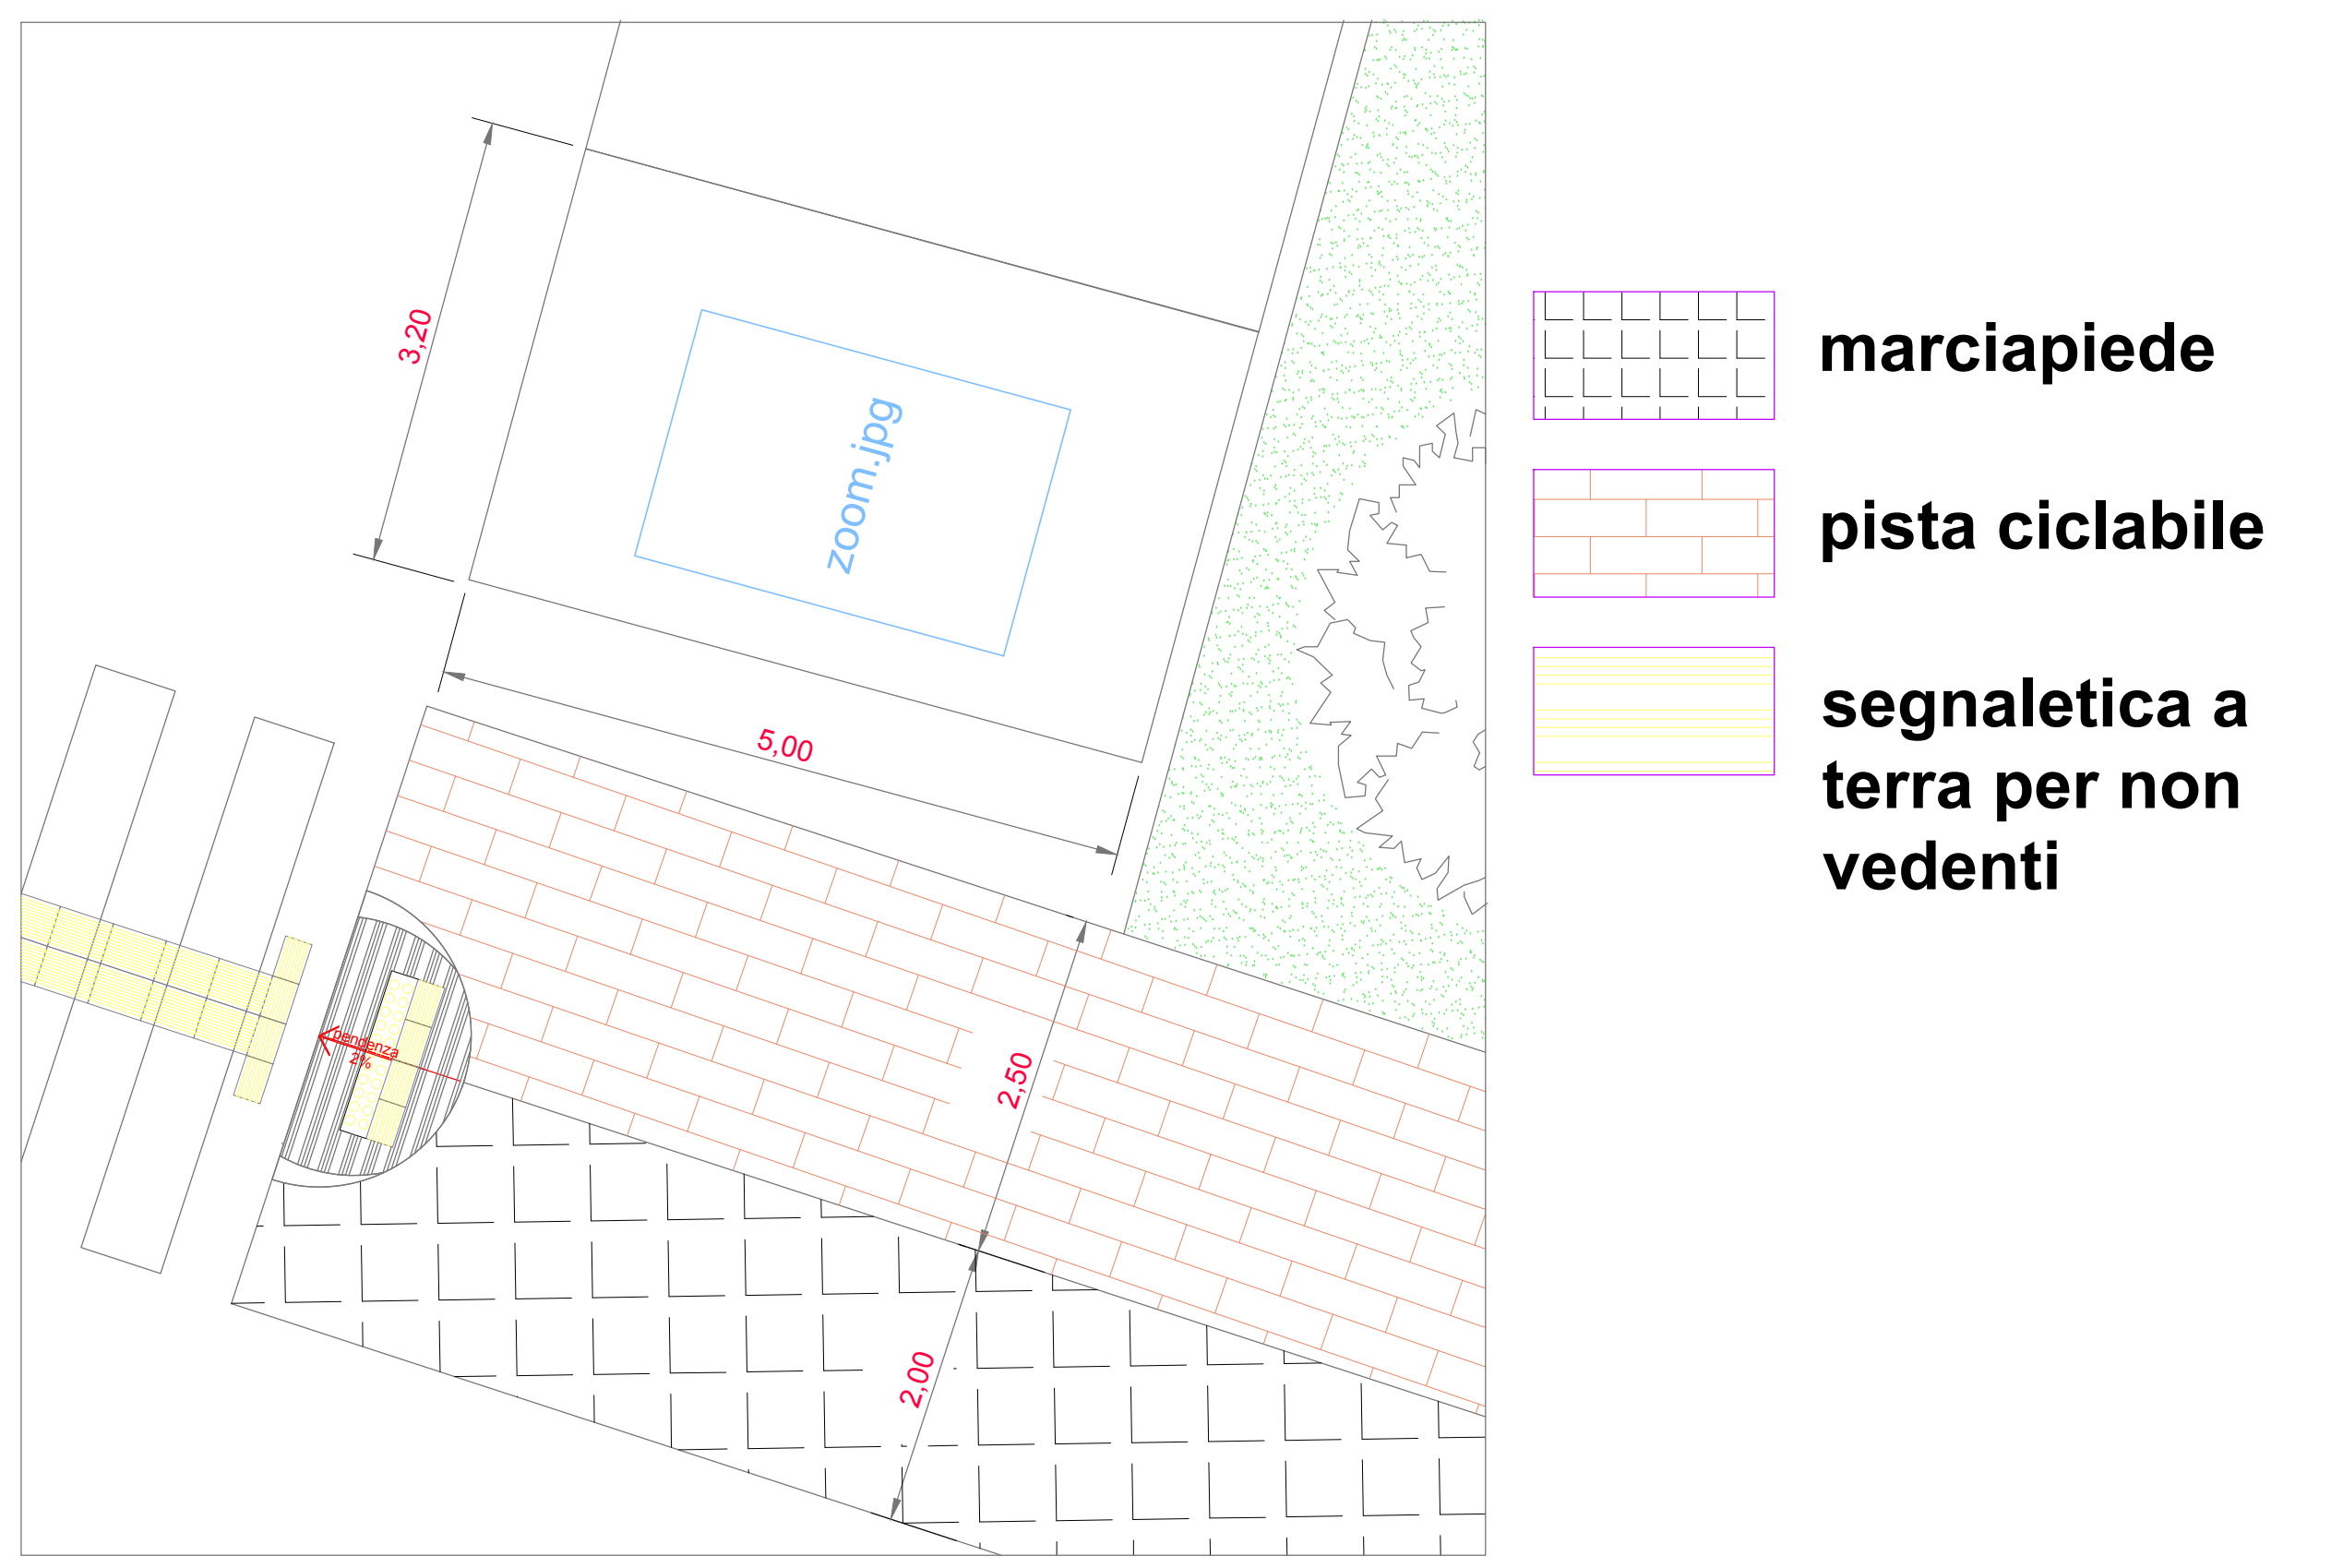 3,20
zoom.jpg
5,00
pendenza
2%
2,50
2,00
marciapiede
pista ciclabile
segnaletica a
terra per non
vedenti